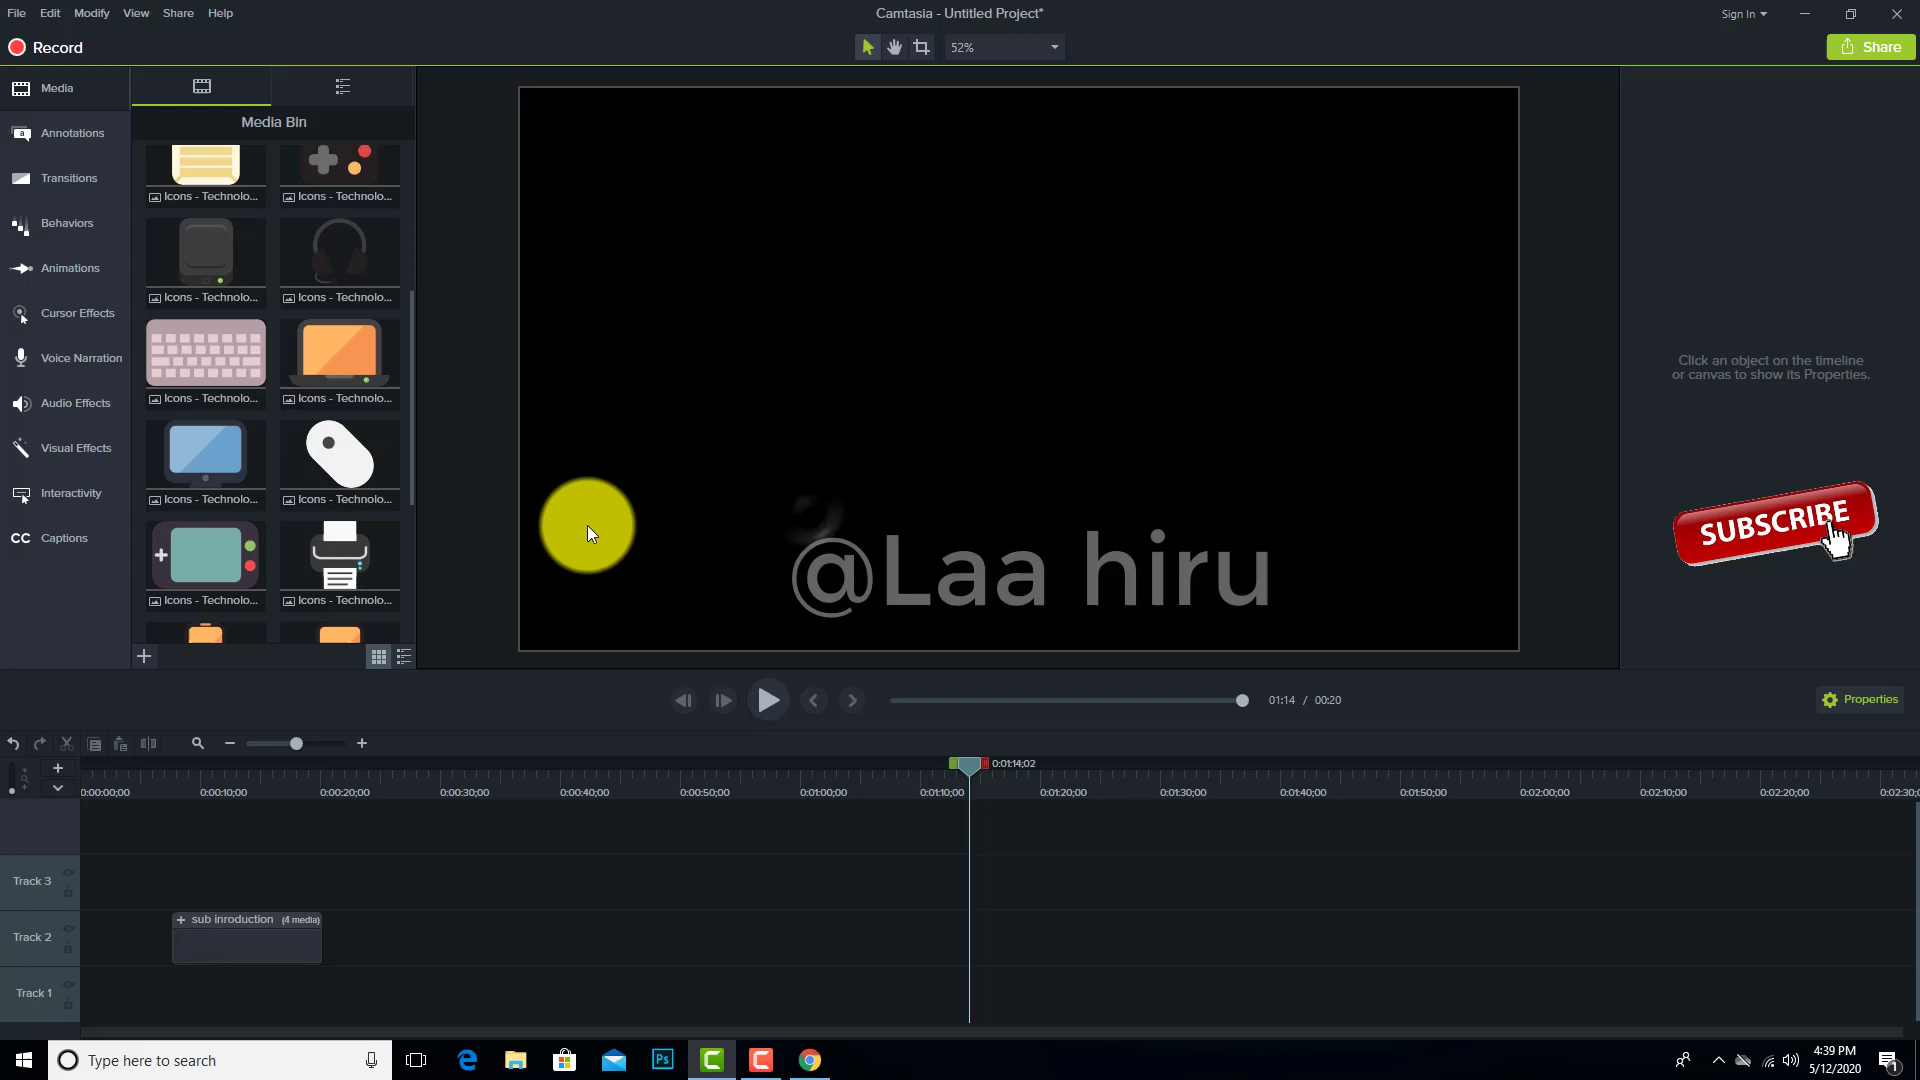 File Edit Modify View Share Help
Camtasia - Untitled Project*
Sign In
Record
52%
Share
Media
Annotations
Transitions
Behaviors
Animations
Cursor Effects
Voice Narration
Audio Effects
Visual Effects
Interactivity
CC Captions
Media Bin
Icons - Technolo... Icons - Technolo...
Icons - Technolo... Icons - Technolo...
Icons - Technolo... Icons - Technolo...
Icons - Technolo... Icons - Technolo...
Icons - Technolo... Icons - Technolo...
@Laa hiru
Click an object on the timeline
or canvas to show its Properties.
SUBSCRIBE
01:14 / 00:20
Properties
0:01:14;02
0:00:00;00 0:00:10;00 0:00:20;00 0:00:30;00 0:00:40;00 0:00:50;00 0:01:00;00 0:01:10;00 0:01:20;00 0:01:30;00 0:01:40;00 0:01:50;00 0:02:00;00 0:02:10;00 0:02:20;00 0:02:30;
Track 3
Track 2
+ sub inroduction (4 media)
Track 1
Type here to search
Ps
4:39 PM
5/12/2020
1